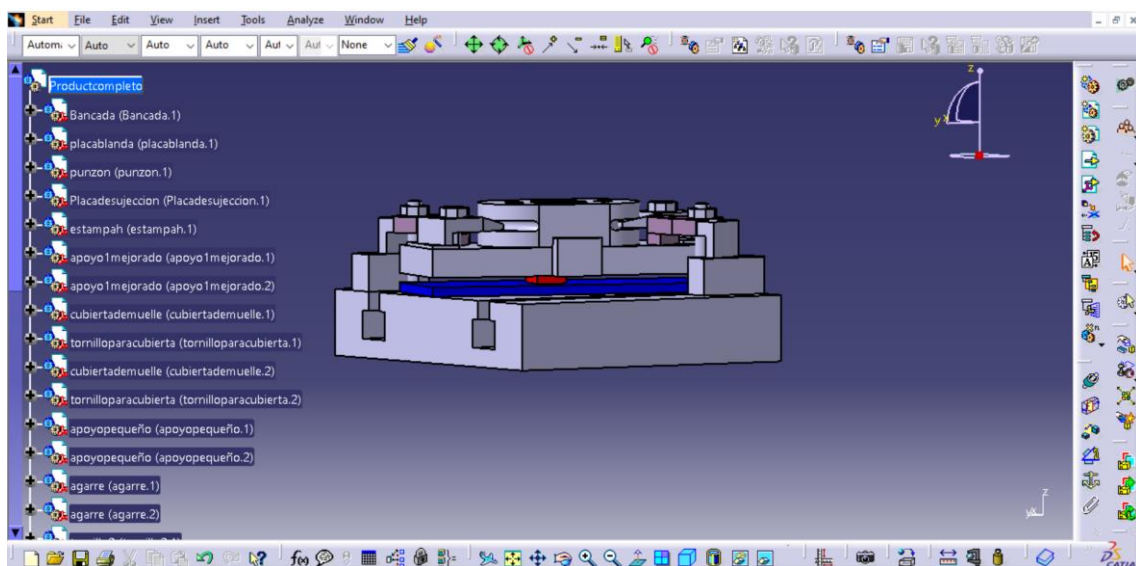 Start File Edit View Insert Tools Analyze Window Help
Auto Auto Auto None
Productcompleto
Bancada (Bancada.1)
placablanda (placablanda.1)
punzon (punzon.1)
Placadesujeccion (Placadesujeccion.1)
estampah (estampah.1)
apoyo1mejorado (apoyo1mejorado.1)
apoyo1mejorado (apoyo1mejorado.2)
cubiertademuelle (cubiertademuelle.1)
tornilloparacubierta (tornilloparacubierta.1)
cubiertademuelle (cubiertademuelle.2)
tornilloparacubierta (tornilloparacubierta.2)
apoyopequeño (apoyopequeño.1)
apoyopequeño (apoyopequeño.2)
agarre (agarre.1)
agarre (agarre.2)
z
y x
z
CATIA